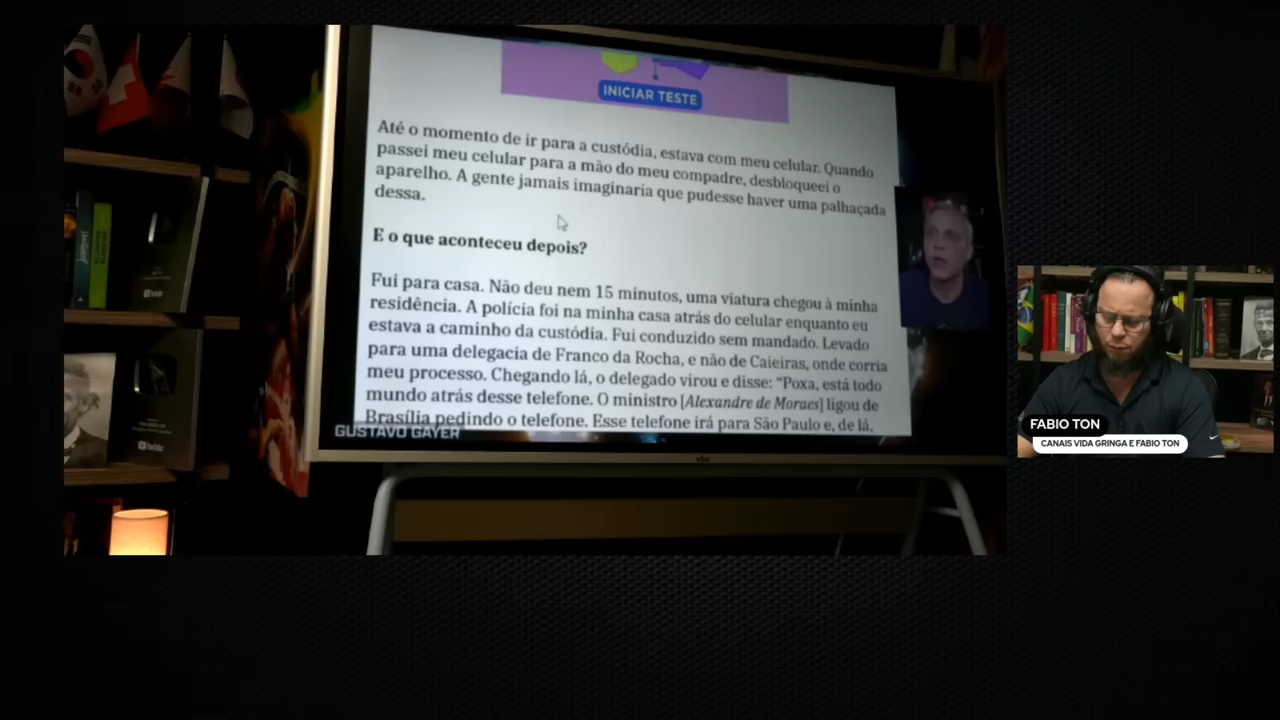 INICIAR TESTE
Até o momento de ir para a custódia, estava com meu celular. Quando
passei meu celular para a mão do meu compadre, desbloqueei o
aparelho. A gente jamais imaginaria que pudesse haver uma palhaçada
dessa.
E o que aconteceu depois?
Fui para casa. Não deu nem 15 minutos, uma viatura chegou à minha
residência. A polícia foi na minha casa atrás do celular enquanto eu
estava a caminho da custódia. Fui conduzido sem mandado. Levado
para uma delegacia de Franco da Rocha, e não de Caieiras, onde corria
meu processo. Chegando lá, o delegado virou e disse: “Poxa, está todo
mundo atrás desse telefone. O ministro [Alexandre de Moraes] ligou de
Brasília pedindo o telefone. Esse telefone irá para São Paulo e, de lá,
GUSTAVO GAYER
FABIO TON
CANAIS VIDA GRINGA E FABIO TON